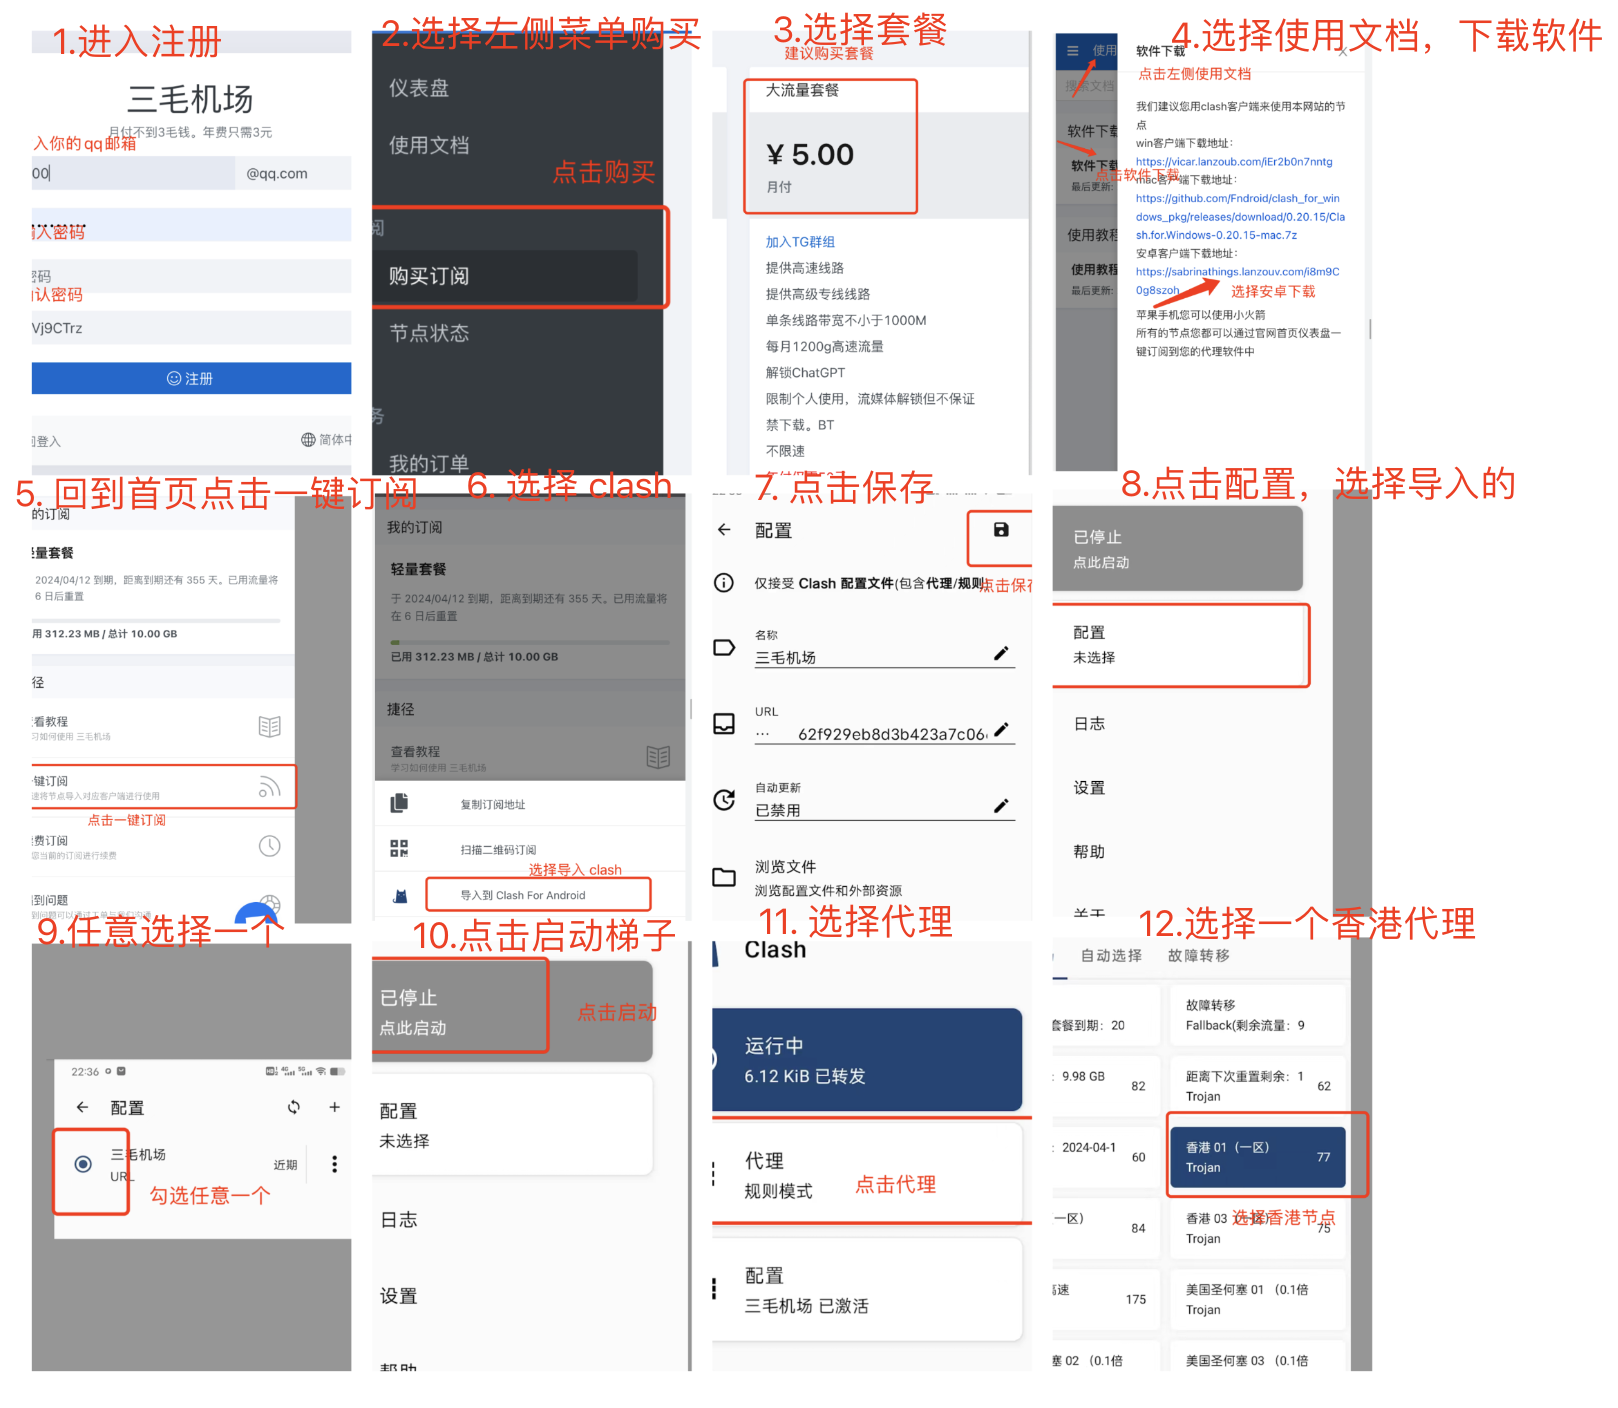 1.进入注册
三毛机场
月付不到3毛钱。年费只需3元
入你的qq邮箱
00
@qq.com
输入密码
密码
确认密码
Vj9CTrz
注册
登入
简体中
2.选择左侧菜单购买
仪表盘
使用文档
点击购买
阅
购买订阅
节点状态
务
我的订单
3.选择套餐
建议购买套餐
大流量套餐
¥ 5.00
月付
加入TG群组
提供高速线路
提供高级专线线路
单条线路带宽不小于1000M
每月1200g高速流量
解锁ChatGPT
限制个人使用，流媒体解锁但不保证
禁下载。BT
不限速
4.选择使用文档，下载软件
使用
软件下载
点击左侧使用文档
搜索文档
我们建议您用clash客户端来使用本网站的节
点
软件下载
win客户端下载地址：
https://vicar.lanzoub.com/iEr2b0n7nntg
软件下载
点击软件下载
mac客户端下载地址：
最后更新:
https://github.com/Fndroid/clash_for_win
dows_pkg/releases/download/0.20.15/Cla
sh.for.Windows-0.20.15-mac.7z
使用教程
安卓客户端下载地址：
使用教程
https://sabrinathings.lanzouv.com/i8m9C
0g8szoh
最后更新:
选择安卓下载
苹果手机您可以使用小火箭
所有的节点您都可以通过官网首页仪表盘一
键订阅到您的代理软件中
5. 回到首页点击一键订阅
的订阅
轻量套餐
2024/04/12 到期，距离到期还有 355 天。已用流量将
6 日后重置
用 312.23 MB / 总计 10.00 GB
径
看教程
习如何使用 三毛机场
键订阅
速将节点导入对应客户端进行使用
点击一键订阅
费订阅
您当前的订阅进行续费
到问题
到问题可以通过工单与我们沟通
6. 选择 clash
我的订阅
轻量套餐
于 2024/04/12 到期，距离到期还有 355 天。已用流量将
在 6 日后重置
已用 312.23 MB / 总计 10.00 GB
捷径
查看教程
学习如何使用 三毛机场
复制订阅地址
扫描二维码订阅
选择导入 clash
导入到 Clash For Android
7. 点击保存
配置
仅接受 Clash 配置文件(包含代理/规则
点击保存
名称
三毛机场
URL
... 62f929eb8d3b423a7c06
自动更新
已禁用
浏览文件
浏览配置文件和外部资源
8.点击配置，选择导入的
已停止
点此启动
配置
未选择
日志
设置
帮助
关于
9.任意选择一个
22:36
配置
三毛机场
URL
近期
勾选任意一个
10.点击启动梯子
已停止
点此启动
点击启动
配置
未选择
日志
设置
帮助
11. 选择代理
Clash
运行中
6.12 KiB 已转发
代理
规则模式
点击代理
配置
三毛机场 已激活
12.选择一个香港代理
自动选择
故障转移
套餐到期：20
故障转移
Fallback(剩余流量：9
: 9.98 GB
82
距离下次重置剩余：1
Trojan
62
: 2024-04-1
60
香港 01（一区）
Trojan
77
一区）
84
香港 03（一区）
Trojan
75
选择香港节点
高速
175
美国圣何塞 01 （0.1倍
Trojan
塞 02 （0.1倍
美国圣何塞 03 （0.1倍